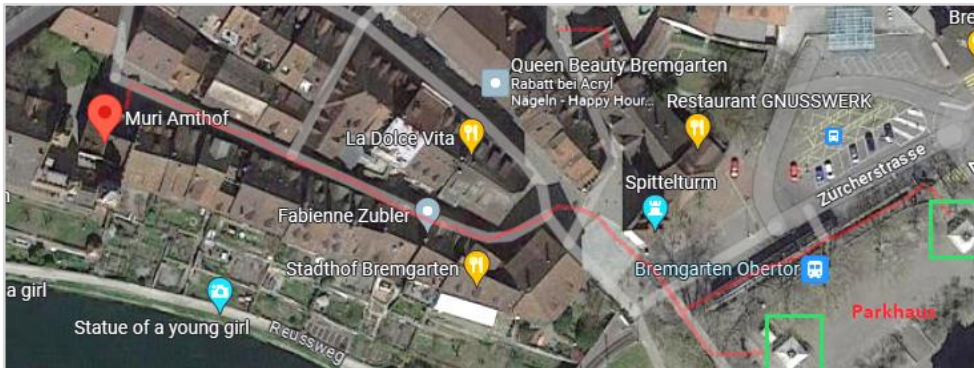 Bre
Queen Beauty Bremgarten
Rabatt bei Acryl
Nägeln - Happy Hour...
Restaurant GNUSSWERK
Muri Amthof
La Dolce Vita
Spittelturm
Zürcherstrasse
Fabienne Zubler
Stadthof Bremgarten
Bremgarten Obertor
a girl
Statue of a young girl
Reussweg
Parkhaus